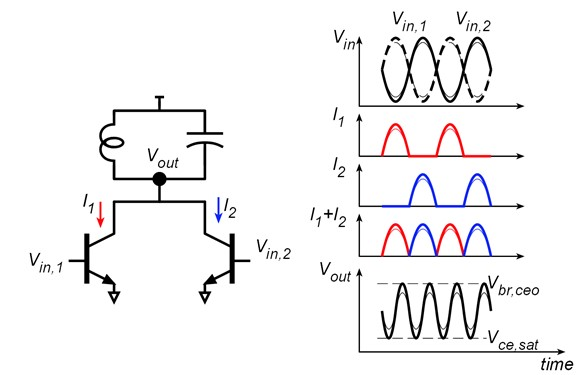 V_out
I_1
I_2
V_in,1
V_in,2
V_in,1 V_in,2
V_in
I_1
I_2
I_1+I_2
V_out
V_br,ceo
V_ce,sat
time